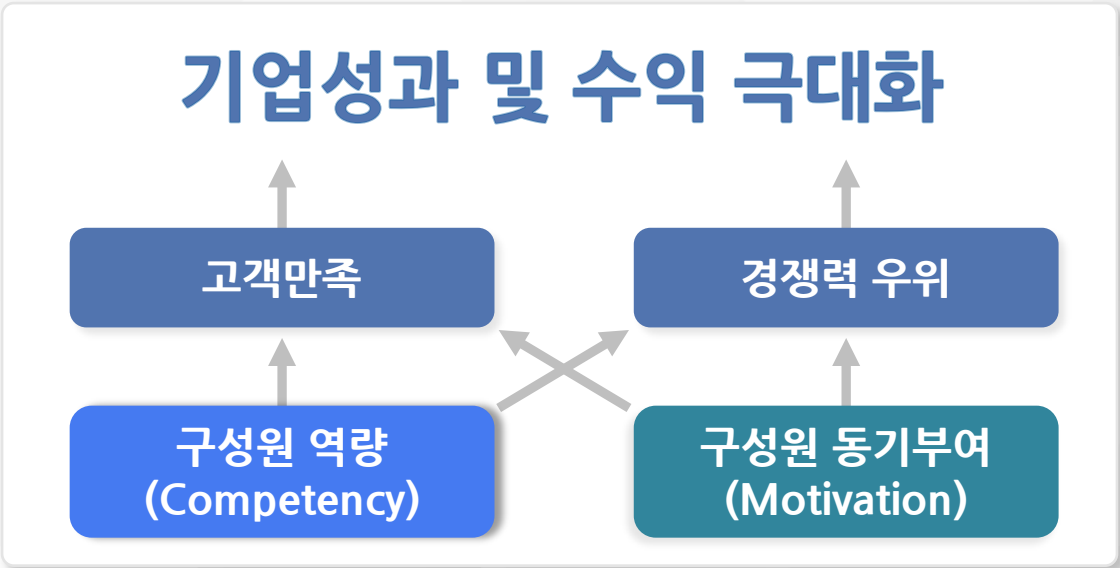 기업성과 및 수익 극대화
고객만족
경쟁력 우위
구성원 역량
(Competency)
구성원 동기부여
(Motivation)